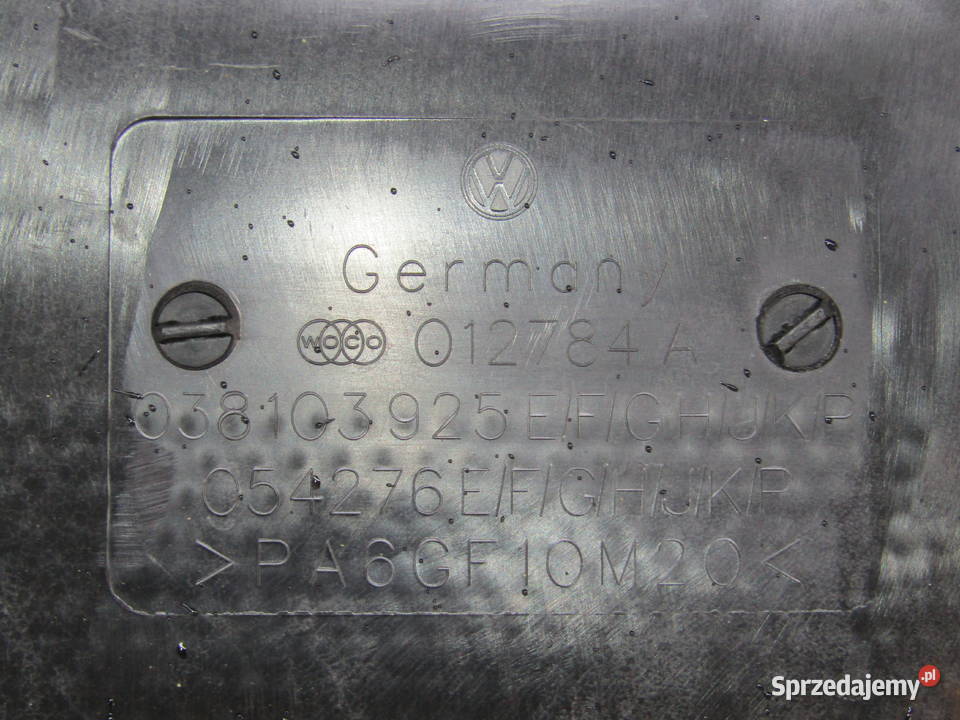 Germany
WOCO 012784 A
038103925 E/F/G/H/J/K/P
054276 E/F/G/H/J/K/P
>PA6GF10M20<
Sprzedajemy.pl